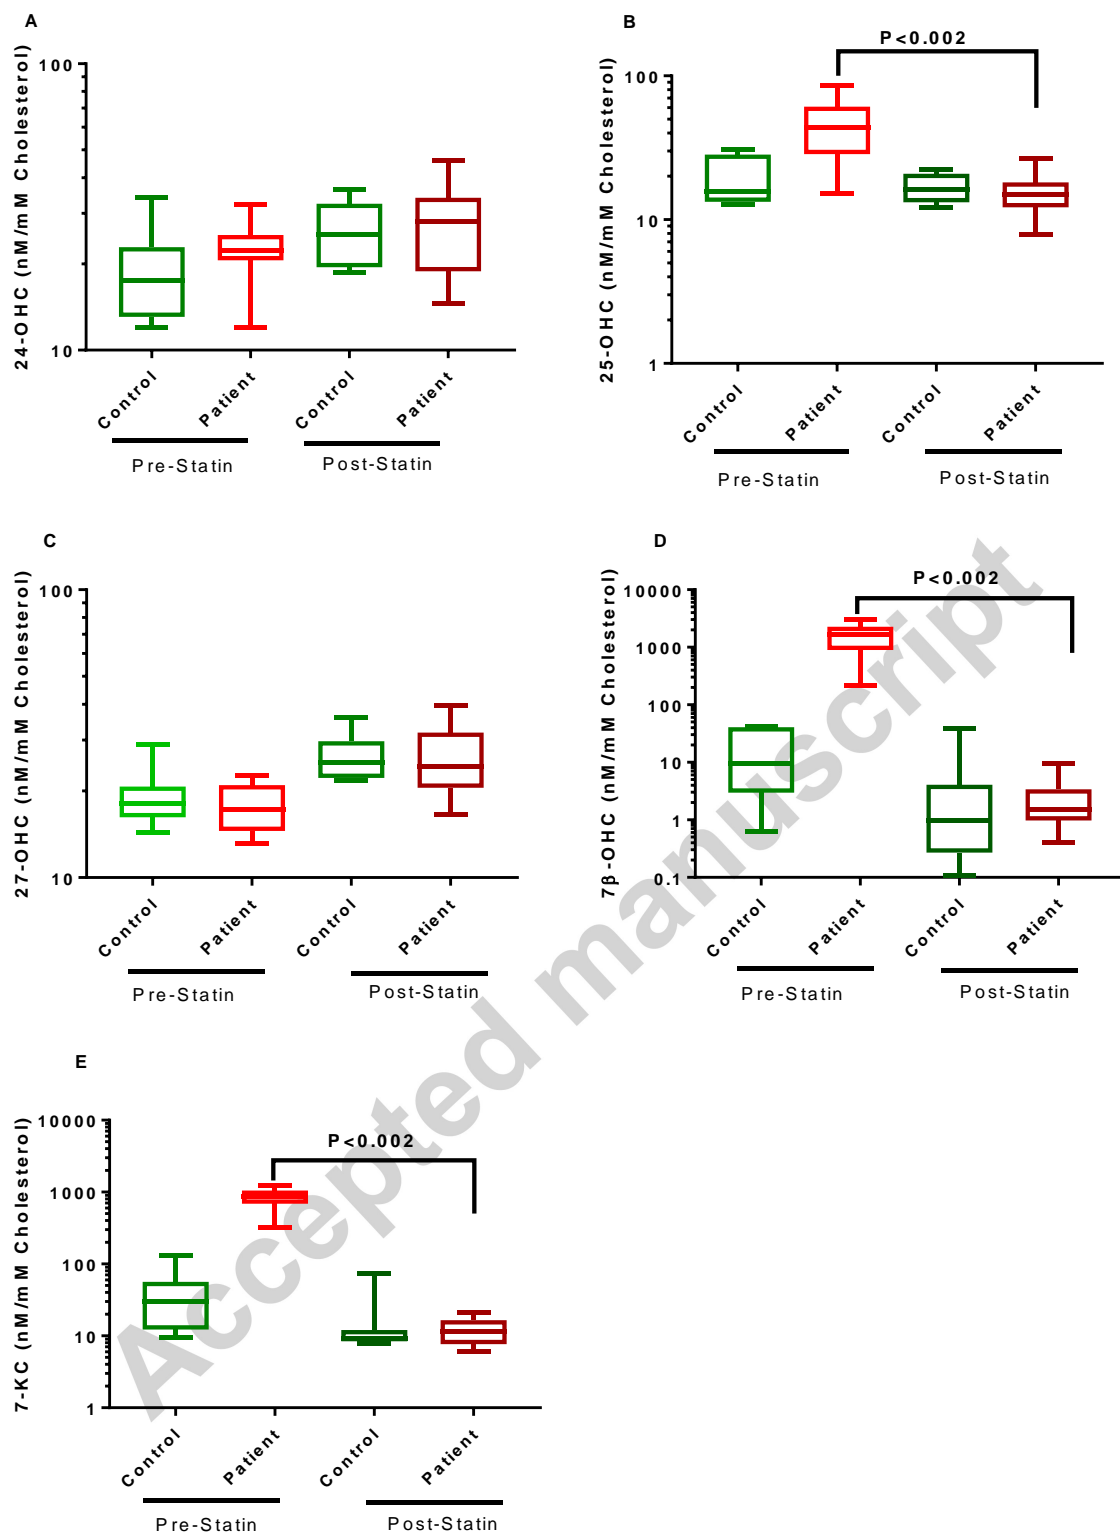 A
24-OHC (nM/mM Cholesterol)
100
10
Control
Patient
Control
Patient
Pre-Statin
Post-Statin
B
25-OHC (nM/mM Cholesterol)
P<0.002
100
10
1
Control
Patient
Control
Patient
Pre-Statin
Post-Statin
C
27-OHC (nM/mM Cholesterol)
100
10
Control
Patient
Control
Patient
Pre-Statin
Post-Statin
D
7β-OHC (nM/mM Cholesterol)
P<0.002
10000
1000
100
10
1
0.1
Control
Patient
Control
Patient
Pre-Statin
Post-Statin
E
7-KC (nM/mM Cholesterol)
P<0.002
10000
1000
100
10
1
Control
Patient
Control
Patient
Pre-Statin
Post-Statin
Accepted manuscript